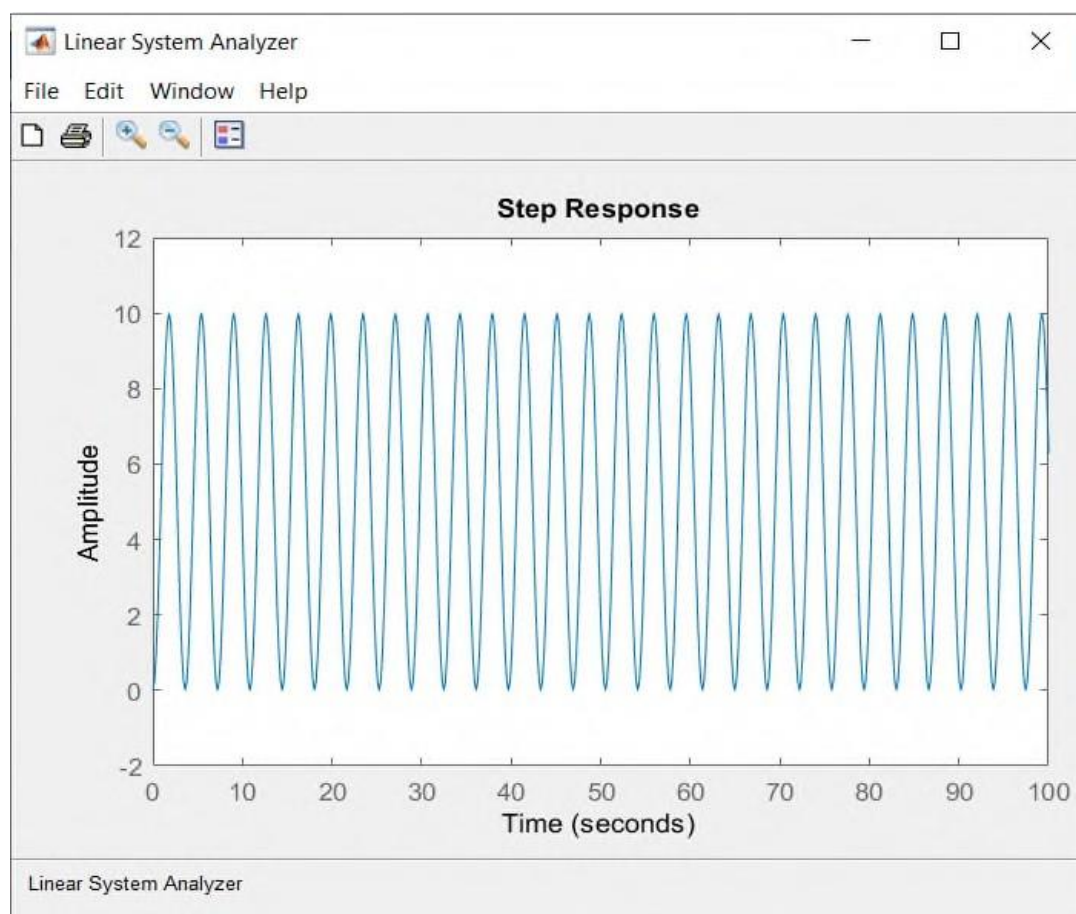 Linear System Analyzer
File Edit Window Help
Step Response
12
10
8
6
4
2
0
-2
Amplitude
0 10 20 30 40 50 60 70 80 90 100
Time (seconds)
Linear System Analyzer